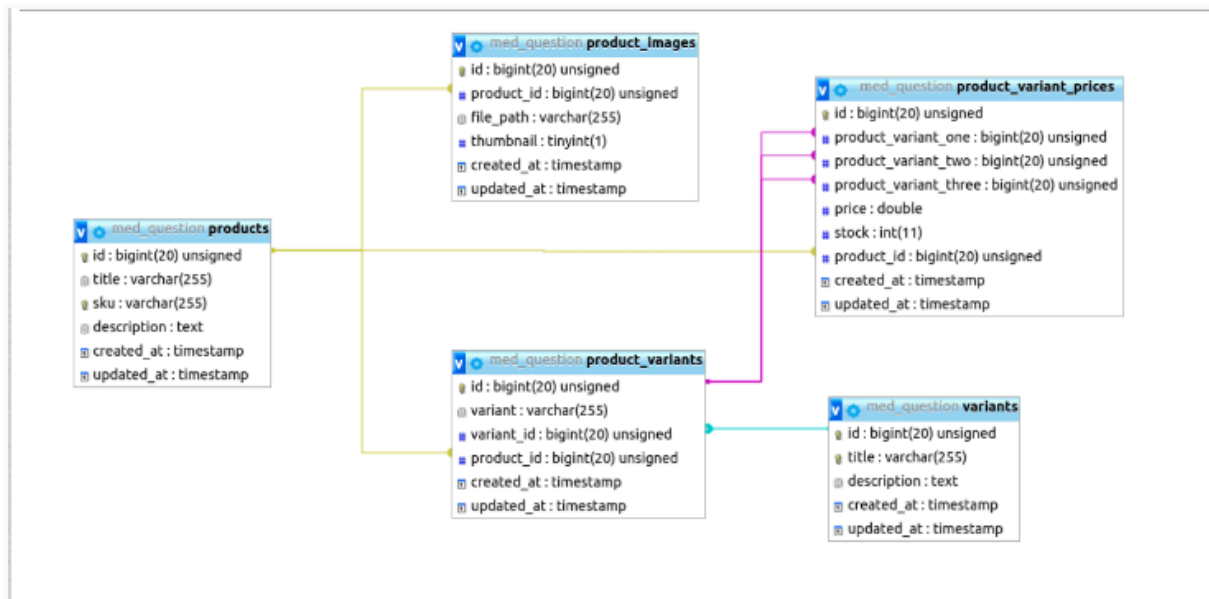 med_question product_images
id : bigint(20) unsigned
product_id : bigint(20) unsigned
file_path : varchar(255)
thumbnail : tinyint(1)
created_at : timestamp
updated_at : timestamp
v med_question product_variant_prices
id : bigint(20) unsigned
product_variant_one : bigint(20) unsigned
product_variant_two : bigint(20) unsigned
product_variant_three : bigint(20) unsigned
price : double
stock : int(11)
product_id : bigint(20) unsigned
created_at : timestamp
updated_at : timestamp
v med_question products
id : bigint(20) unsigned
title : varchar(255)
sku : varchar(255)
description : text
created_at : timestamp
updated_at : timestamp
v med_question product_variants
id : bigint(20) unsigned
variant : varchar(255)
variant_id : bigint(20) unsigned
product_id : bigint(20) unsigned
created_at : timestamp
updated_at : timestamp
v med_question variants
id : bigint(20) unsigned
title : varchar(255)
description : text
created_at : timestamp
updated_at : timestamp